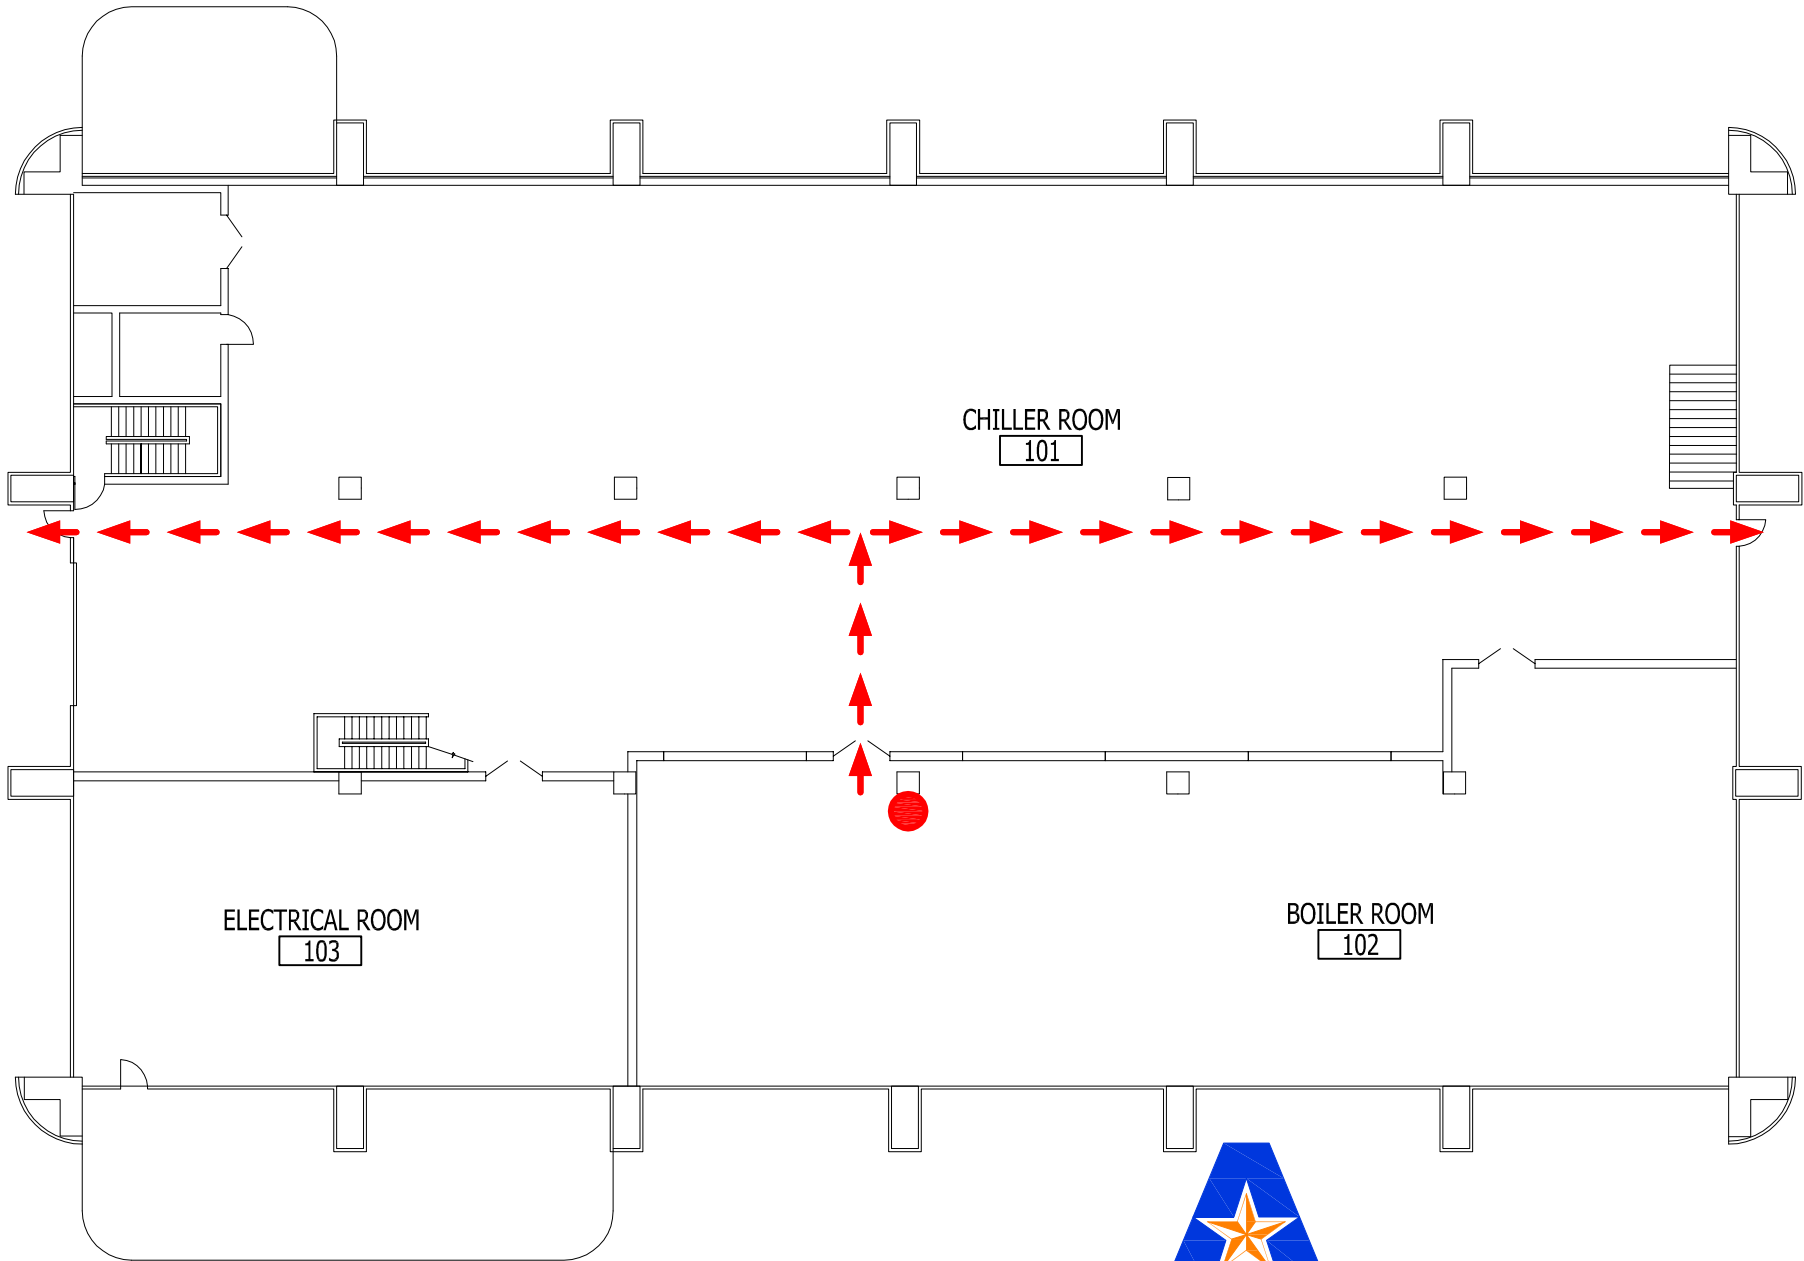 CHILLER ROOM
101
ELECTRICAL ROOM
103
BOILER ROOM
102